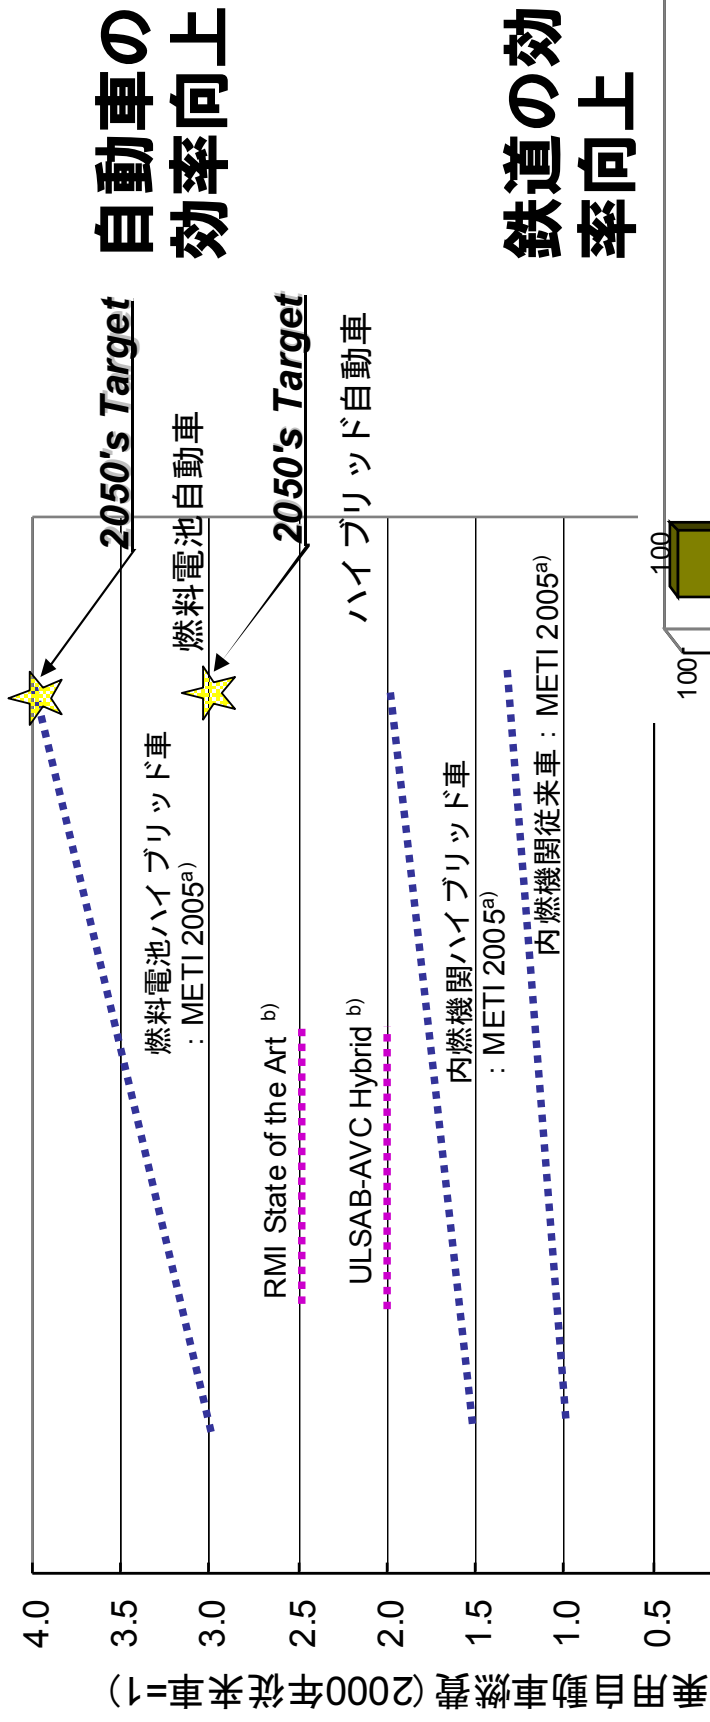 自動車の
効率向上
鉄道の効
率向上
2050's Target
燃料電池自動車
2050's Target
ハイブリッド自動車
燃料電池ハイブリッド車
：METI 2005a)
RMI State of the Art b)
ULSAB-AVC Hybrid b)
内燃機関ハイブリッド車
：METI 2005a)
内燃機関従来車：METI 2005a)
4.0
3.5
3.0
2.5
2.0
1.5
1.0
0.5
乗用自動車燃費(2000年従来車=1)
100
100